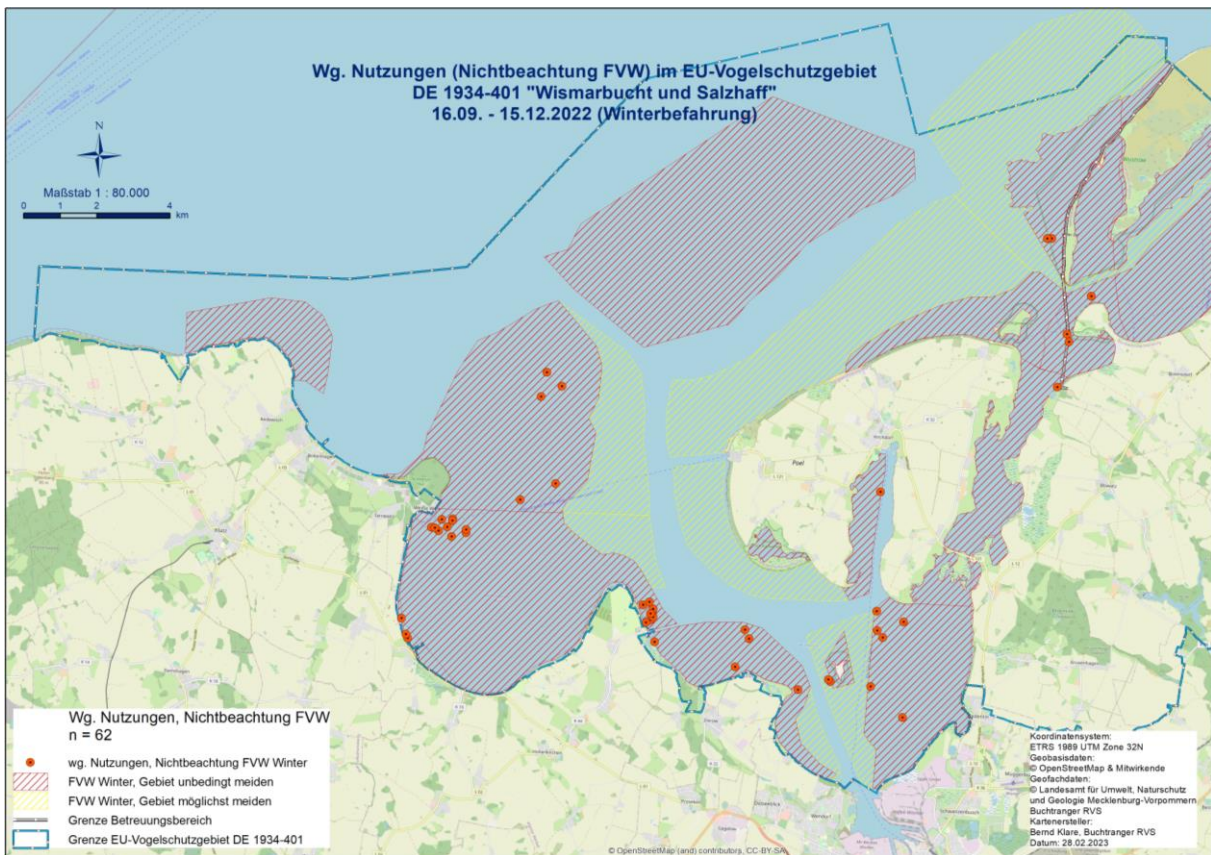 Wg. Nutzungen (Nichtbeachtung FVW) im EU-Vogelschutzgebiet
DE 1934-401 "Wismarbucht und Salzhaff"
16.09. - 15.12.2022 (Winterbefahrung)
N
Maßstab 1 : 80.000
0 1 2 4
km
Poel
Wg. Nutzungen, Nichtbeachtung FVW
n = 62
wg. Nutzungen, Nichtbeachtung FVW Winter
FVW Winter, Gebiet unbedingt meiden
FVW Winter, Gebiet möglichst meiden
Grenze Betreuungsbereich
Grenze EU-Vogelschutzgebiet DE 1934-401
Koordinatensystem:
ETRS 1989 UTM Zone 32N
Geobasisdaten:
© OpenStreetMap & Mitwirkende
Geofachdaten:
© Landesamt für Umwelt, Naturschutz
und Geologie Mecklenburg-Vorpommern
Buchtranger RVS
Kartenersteller:
Bernd Klare, Buchtranger RVS
Datum: 28.02.2023
© OpenStreetMap (and) contributors, CC-BY-SA